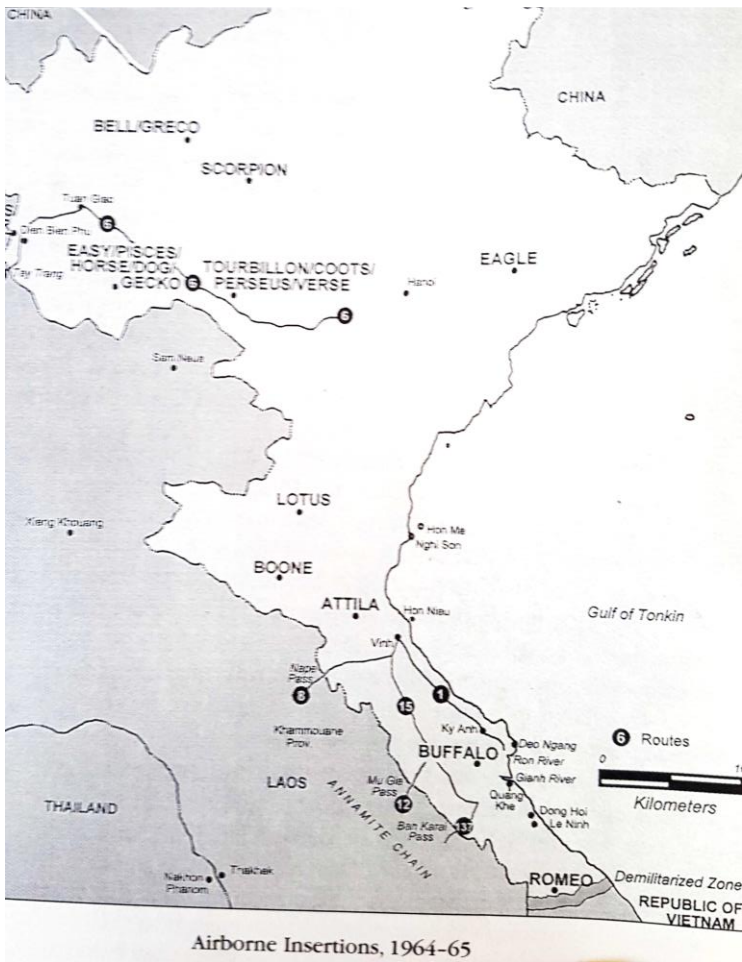 CHINA
CHINA
BELL/GRECO
SCORPION
Tuan Giao
6
Dien Bien Phu
EASY/PISCES/
HORSE/DOG/
GECKO
6
TOURBILLON/COOTS/
PERSEUS/VERSE
EAGLE
Hanoi
Tay Trang
6
Sam Neua
LOTUS
Xieng Khouang
Hon Me
Nghi Son
BOONE
ATTILA
Hon Nieu
Gulf of Tonkin
Vinh
Nape
Pass
8
15
1
Khammouane
Prov.
Ky Anh
Deo Ngang
6 Routes
BUFFALO
Ron River
0
Gianh River
LAOS
Mu Gia
Pass
12
Quang
Khe
Kilometers
THAILAND
ANNAMITE CHAIN
Ban Karai
Pass
137
Dong Hoi
Le Ninh
Nakhon
Phanom
Thakhek
ROMEO
Demilitarized Zone
REPUBLIC OF
VIETNAM
Airborne Insertions, 1964–65